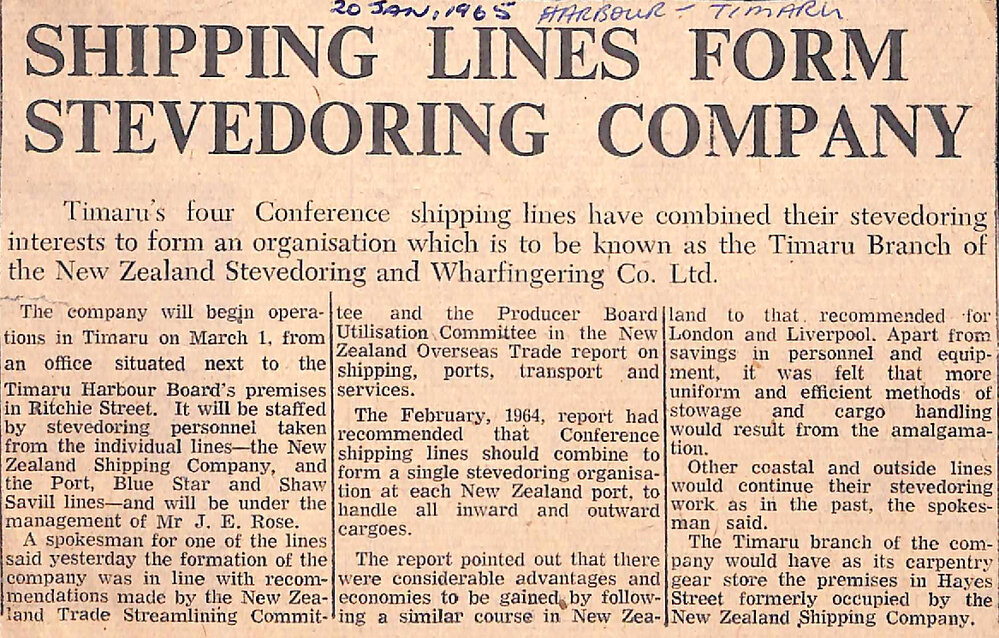 20 JAN, 1965 HARBOUR - TIMARU
SHIPPING LINES FORM
STEVEDORING COMPANY
Timaru's four Conference shipping lines have combined their stevedoring
interests to form an organisation which is to be known as the Timaru Branch of
the New Zealand Stevedoring and Wharfingering Co. Ltd.
The company will begin opera-
tions in Timaru on March 1, from
an office situated next to the
Timaru Harbour Board's premises
in Ritchie Street. It will be staffed
by stevedoring personnel taken
from the individual lines—the New
Zealand Shipping Company, and
the Port, Blue Star and Shaw
Savill lines—and will be under the
management of Mr J. E. Rose.
A spokesman for one of the lines
said yesterday the formation of the
company was in line with recom-
mendations made by the New Zea-
land Trade Streamlining Commit-
tee and the Producer Board
Utilisation Committee in the New
Zealand Overseas Trade report on
shipping, ports, transport and
services.
The February, 1964, report had
recommended that Conference
shipping lines should combine to
form a single stevedoring organisa-
tion at each New Zealand port, to
handle all inward and outward
cargoes.
The report pointed out that there
were considerable advantages and
economies to be gained by follow-
ing a similar course in New Zea-
land to that recommended for
London and Liverpool. Apart from
savings in personnel and equip-
ment, it was felt that more
uniform and efficient methods of
stowage and cargo handling
would result from the amalgama-
tion.
Other coastal and outside lines
would continue their stevedoring
work as in the past, the spokes-
man said.
The Timaru branch of the com-
pany would have as its carpentry
gear store the premises in Hayes
Street formerly occupied by the
New Zealand Shipping Company.